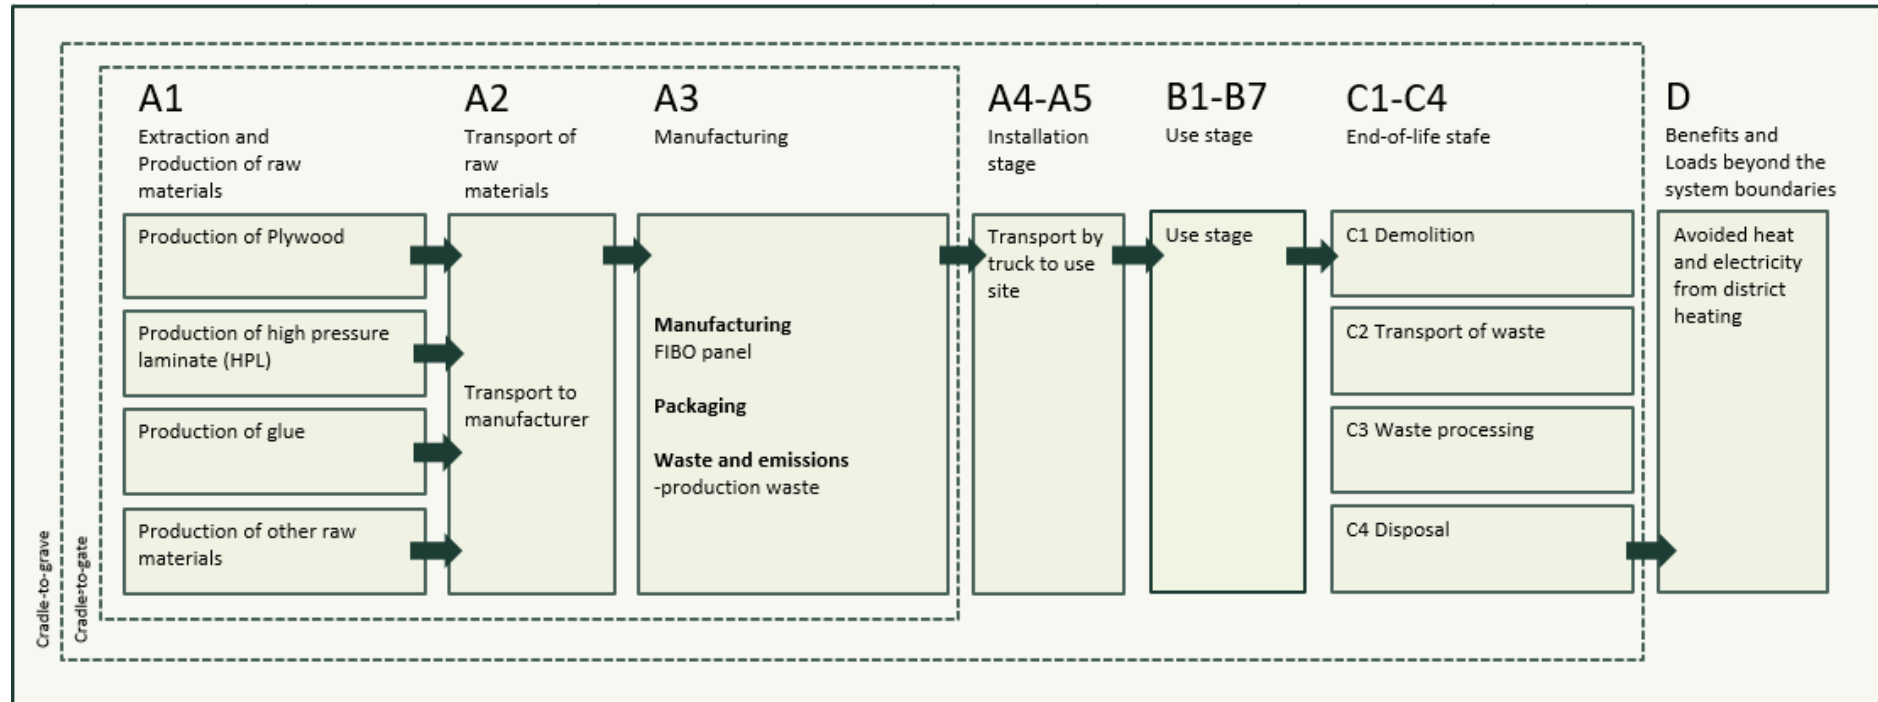 A1
Extraction and
Production of raw
materials
A2
Transport of
raw
materials
A3
Manufacturing
A4-A5
Installation
stage
B1-B7
Use stage
C1-C4
End-of-life stafe
D
Benefits and
Loads beyond the
system boundaries
Production of Plywood
Production of high pressure
laminate (HPL)
Production of glue
Production of other raw
materials
Transport to
manufacturer
Manufacturing
FIBO panel
Packaging
Waste and emissions
-production waste
Transport by
truck to use
site
Use stage
C1 Demolition
C2 Transport of waste
C3 Waste processing
C4 Disposal
Avoided heat
and electricity
from district
heating
Cradle-to-grave
Cradle-to-gate